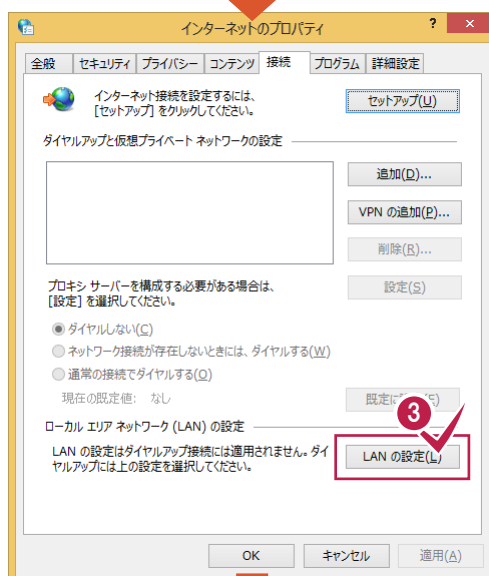 インターネットのプロパティ ? ×
全般 セキュリティ プライバシー コンテンツ 接続 プログラム 詳細設定
インターネット接続を設定するには、
[セットアップ] をクリックしてください。
セットアップ(U)
ダイヤルアップと仮想プライベート ネットワークの設定
追加(D)...
VPN の追加(P)...
削除(R)...
プロキシ サーバーを構成する必要がある場合は、
[設定] を選択してください。
設定(S)
ダイヤルしない(C)
ネットワーク接続が存在しないときには、ダイヤルする(W)
通常の接続でダイヤルする(O)
現在の既定値: なし
既定に
3
ローカル エリア ネットワーク (LAN) の設定
LAN の設定はダイヤルアップ接続には適用されません。ダイ
ヤルアップには上の設定を選択してください。
LAN の設定(L)
OK キャンセル 適用(A)